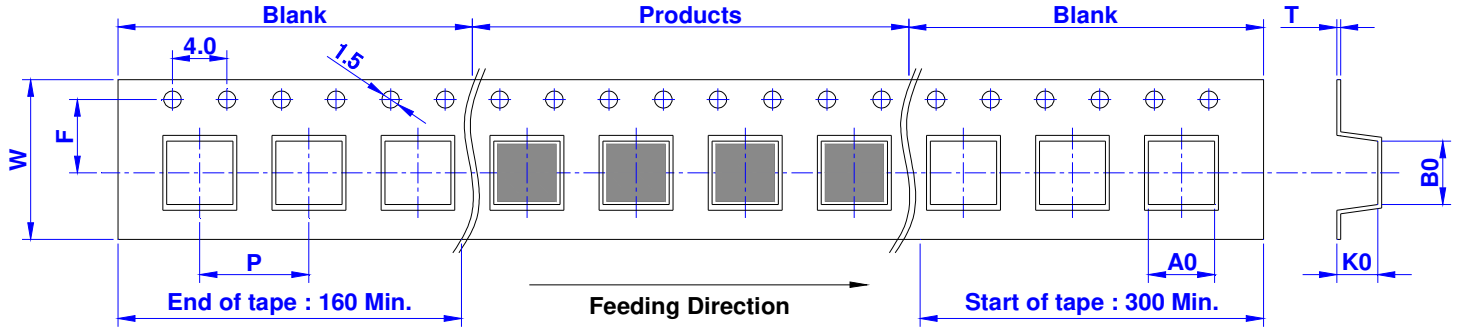 Blank
Products
Blank
T
4.0
1.5
F
W
B0
P
A0
K0
End of tape : 160 Min.
Feeding Direction
Start of tape : 300 Min.